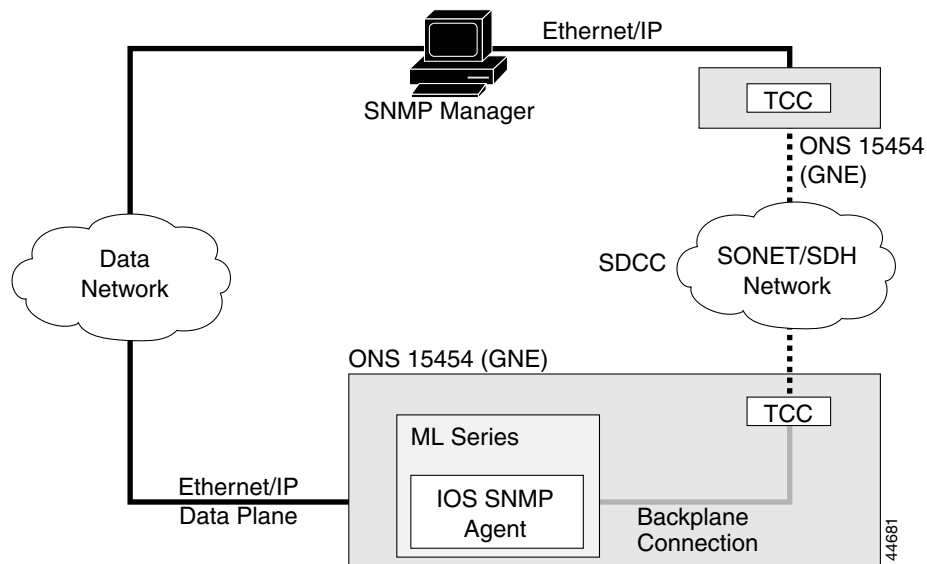 Ethernet/IP
SNMP Manager
TCC
ONS 15454
(GNE)
Data
Network
SDCC
SONET/SDH
Network
ONS 15454 (GNE)
TCC
ML Series
IOS SNMP
Agent
Ethernet/IP
Data Plane
Backplane
Connection
44681